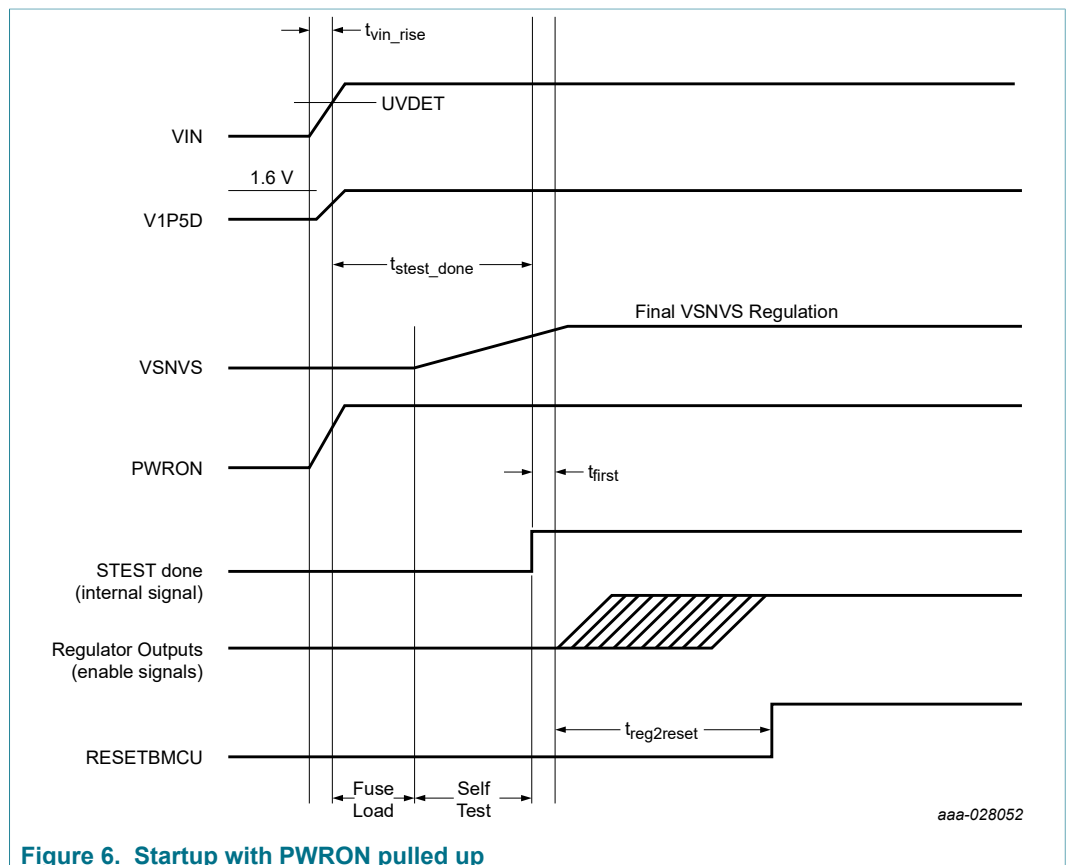 tvin_rise
UVDET
VIN
1.6 V
V1P5D
tstest_done
Final VSNVS Regulation
VSNVS
PWRON
tfirst
STEST done
(internal signal)
Regulator Outputs
(enable signals)
treg2reset
RESETBMCU
Fuse
Load
Self
Test
aaa-028052
Figure 6. Startup with PWRON pulled up